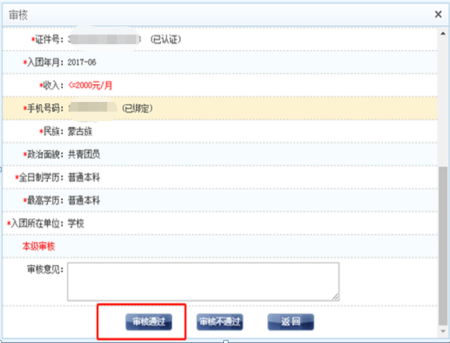 审核
*证件号: (已认证)
*入团年月: 2017-06
*收入: <=2000元/月
*手机号码: (已绑定)
*民族: 蒙古族
*政治面貌: 共青团员
*全日制学历: 普通本科
*最高学历: 普通本科
*入团所在单位: 学校
本级审核
审核意见:
审核通过 审核不通过 返回